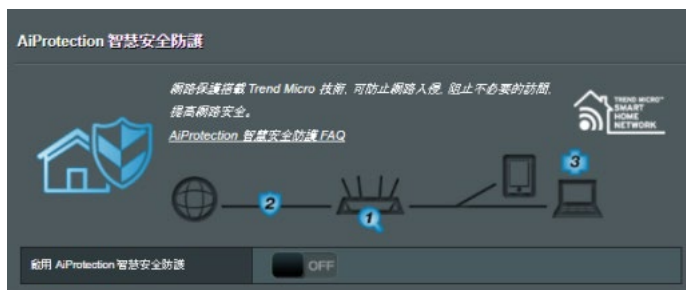 AiProtection 智慧安全防護
網路保護搭載 Trend Micro 技術, 可防止網路入侵, 阻止不必要的訪問,
提高網路安全。
AiProtection 智慧安全防護 FAQ
TREND MICRO™
SMART
HOME
NETWORK
3
2
1
啟用 AiProtection 智慧安全防護
OFF